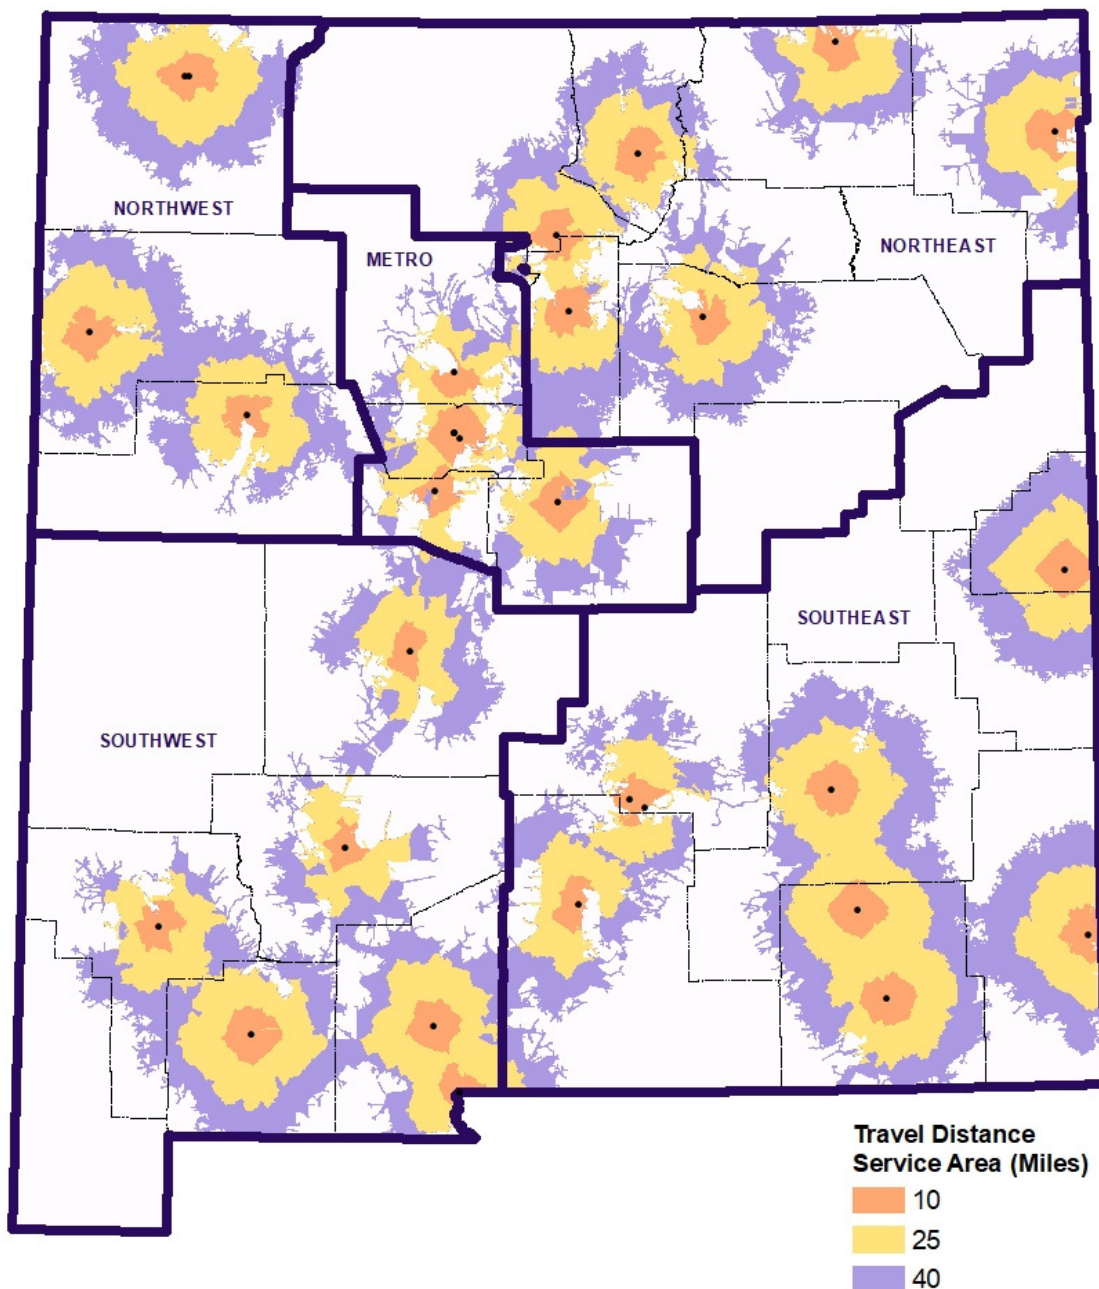 NORTHWEST
METRO
NORTHEAST
SOUTHEAST
SOUTHWEST
Travel Distance
Service Area (Miles)
10
25
40